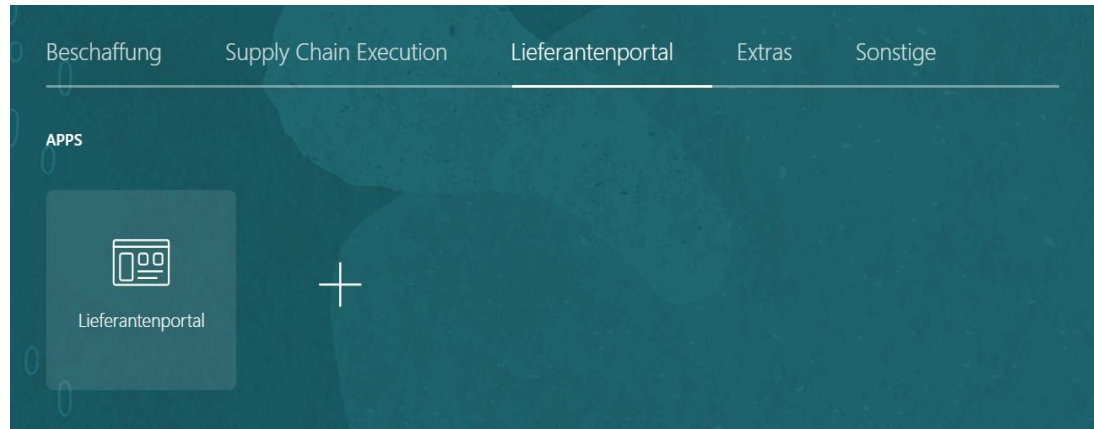 Beschaffung Supply Chain Execution Lieferantenportal Extras Sonstige
APPS
Lieferantenportal